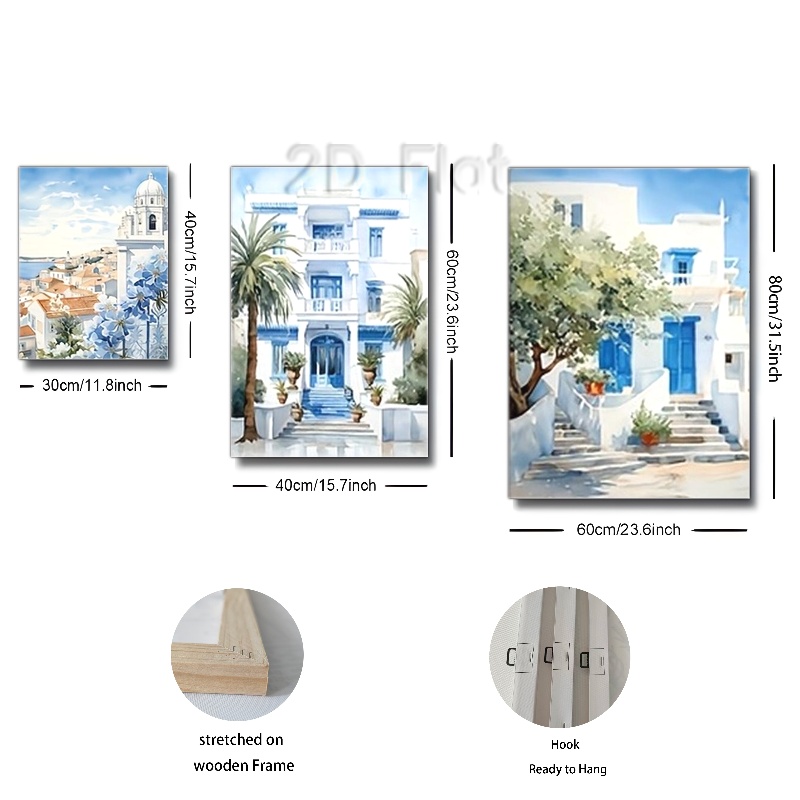 2D Flat
40cm/15.7inch
30cm/11.8inch
60cm/23.6inch
40cm/15.7inch
80cm/31.5inch
60cm/23.6inch
stretched on
wooden Frame
Hook
Ready to Hang